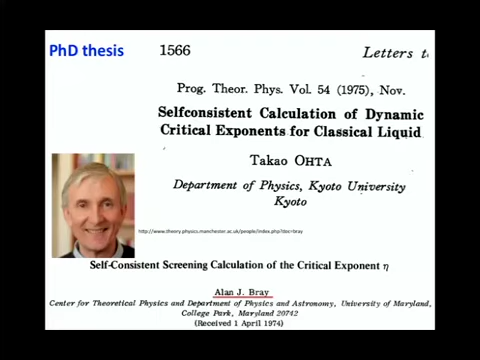 PhD thesis
1566
Letters t
Prog. Theor. Phys. Vol. 54 (1975), Nov.
Selfconsistent Calculation of Dynamic
Critical Exponents for Classical Liquid
Takao OHTA
Department of Physics, Kyoto University
Kyoto
http://www.theory.physics.manchester.ac.uk/people/index.php?doc=bray
Self-Consistent Screening Calculation of the Critical Exponent η
Alan J. Bray
Center for Theoretical Physics and Department of Physics and Astronomy, University of Maryland,
College Park, Maryland 20742
(Received 1 April 1974)